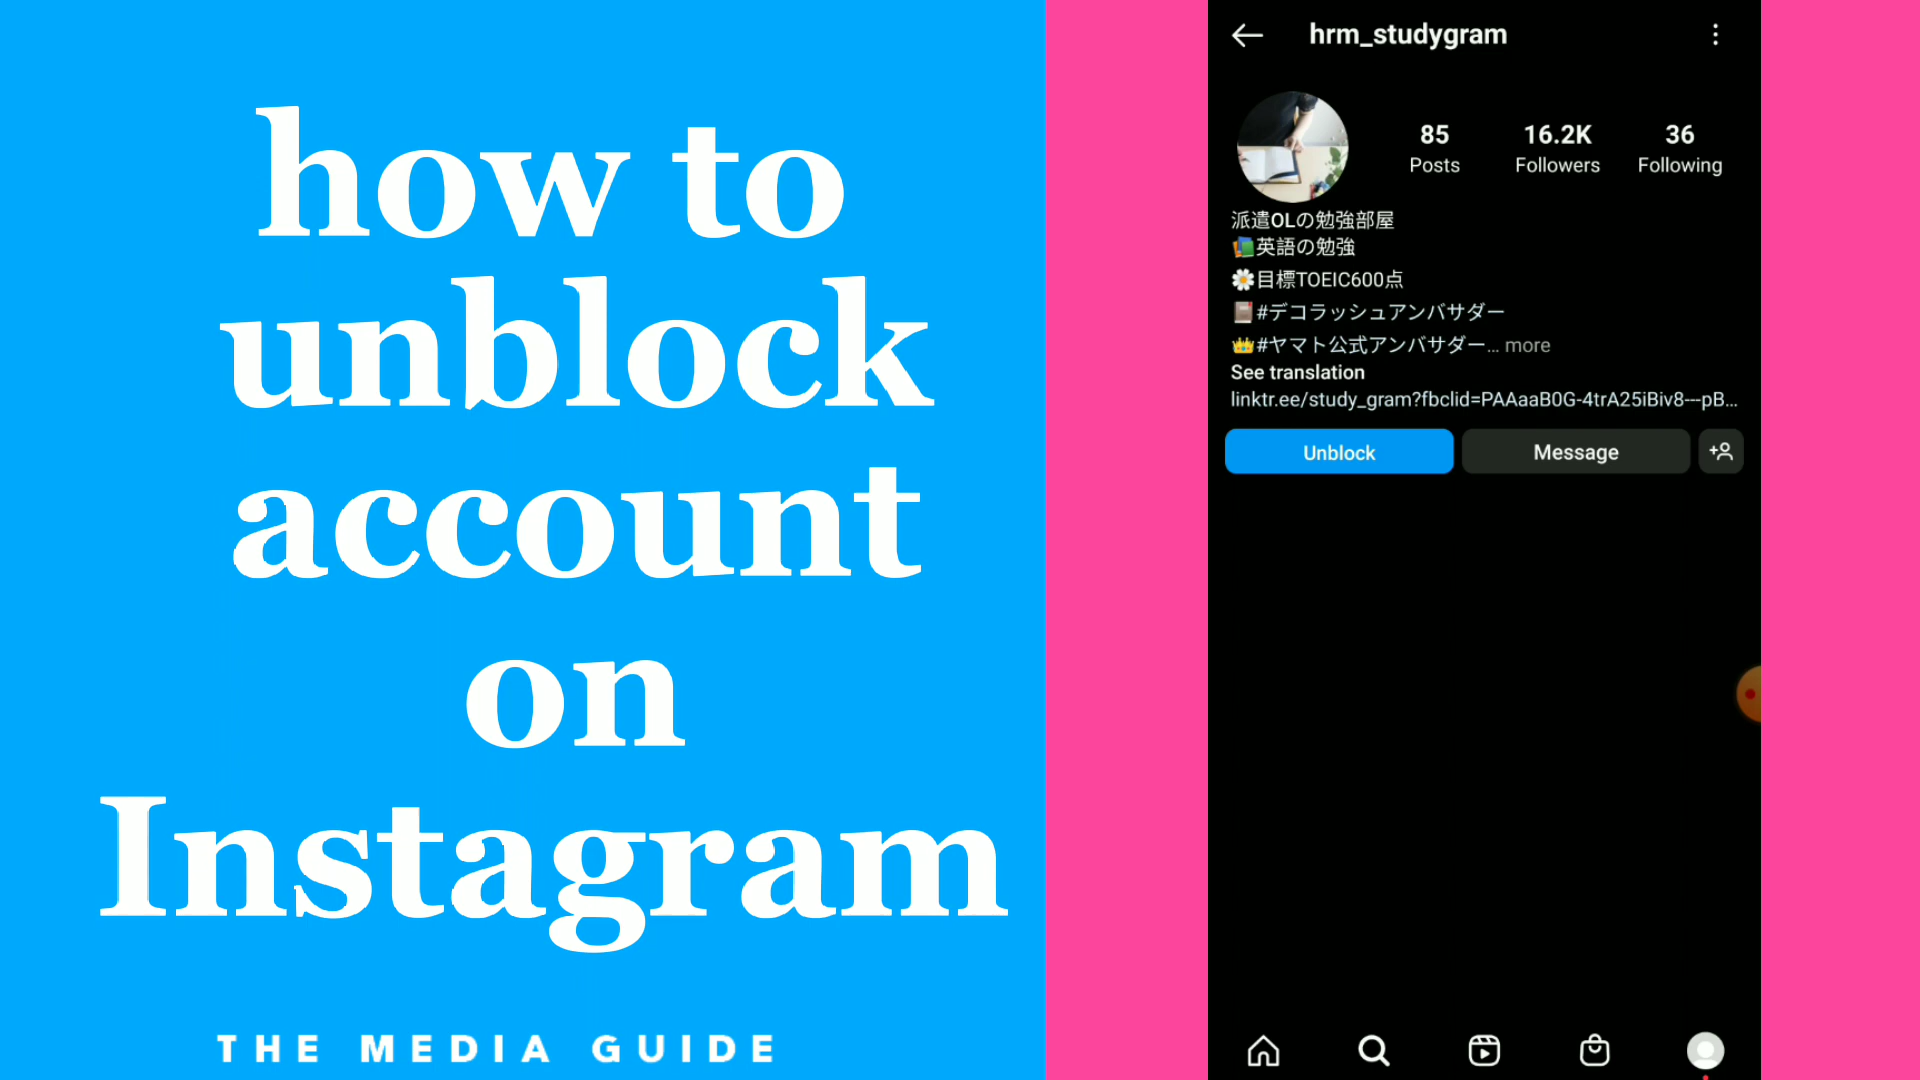 how to
unblock
account
on
Instagram
THE MEDIA GUIDE
hrm_studygram
85 16.2K 36
Posts Followers Following
派遣OLの勉強部屋
英語の勉強
目標TOEIC600点
#デコラッシュアンバサダー
#ヤマト公式アンバサダー... more
See translation
linktr.ee/study_gram?fbclid=PAAaaB0G-4trA25iBiv8---pB...
Unblock Message